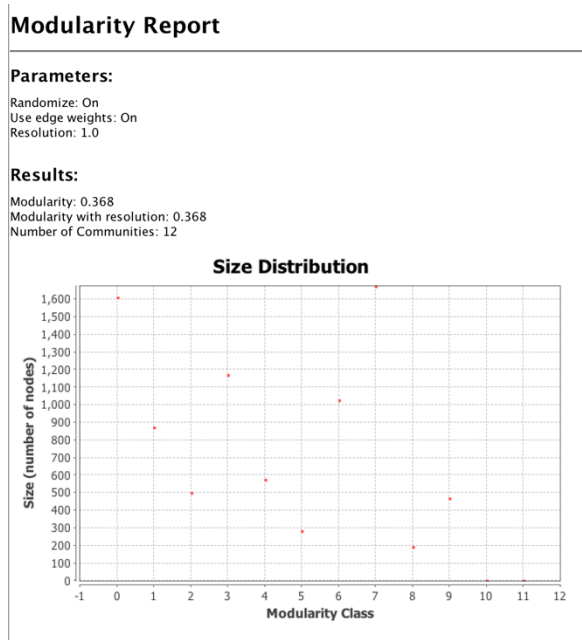 Modularity Report
Parameters:
Randomize: On
Use edge weights: On
Resolution: 1.0
Results:
Modularity: 0.368
Modularity with resolution: 0.368
Number of Communities: 12
Size Distribution
1,600
1,500
1,400
1,300
1,200
1,100
1,000
900
800
700
600
500
400
300
200
100
0
Size (number of nodes)
-1 0 1 2 3 4 5 6 7 8 9 10 11 12
Modularity Class